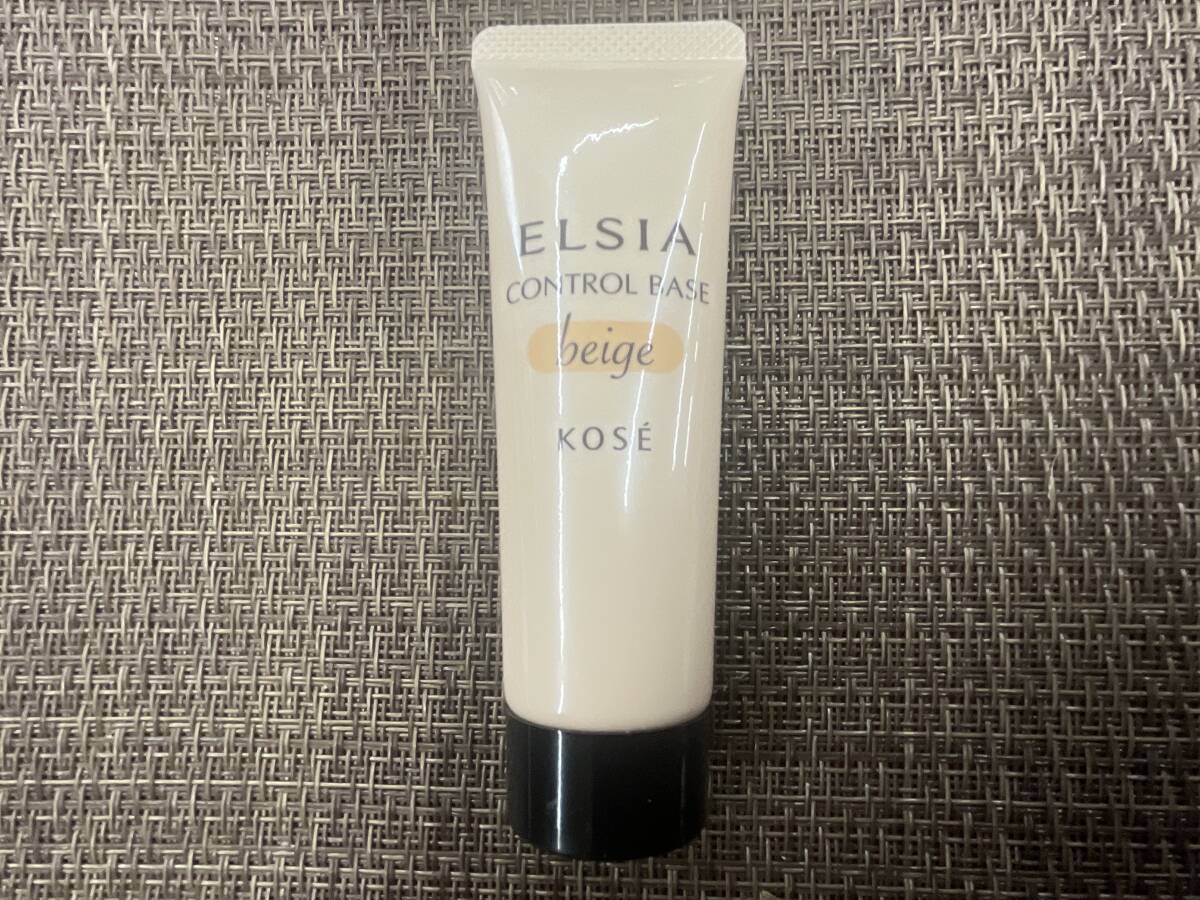 ELSIA
CONTROL BASE
beige
KOSÉ